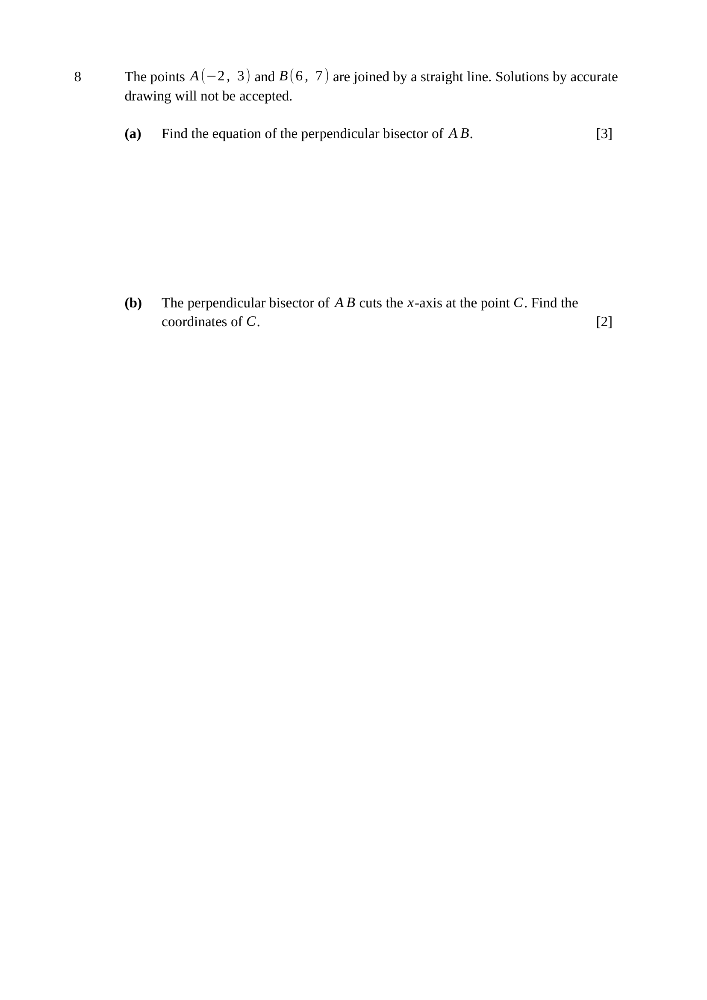 8 The points A(−2, 3) and B(6, 7) are joined by a straight line. Solutions by accurate
drawing will not be accepted.
(a) Find the equation of the perpendicular bisector of AB. [3]
(b) The perpendicular bisector of AB cuts the x-axis at the point C. Find the
coordinates of C. [2]